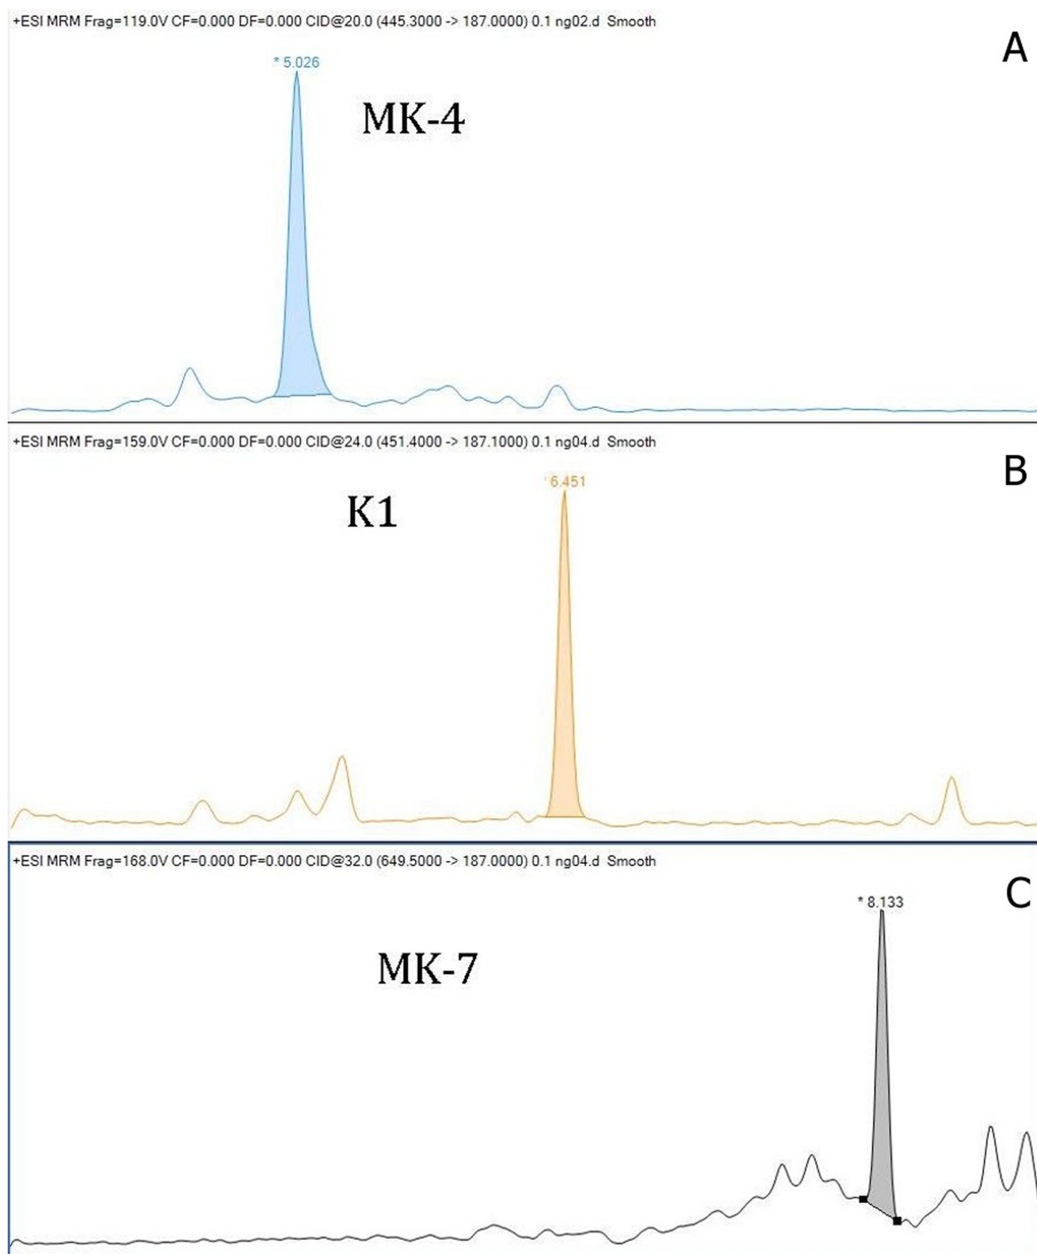 +ESI MRM Frag=119.0V CF=0.000 DF=0.000 CID@20.0 (445.3000 -> 187.0000) 0.1 ng02.d Smooth
A
* 5.026
MK-4
+ESI MRM Frag=159.0V CF=0.000 DF=0.000 CID@24.0 (451.4000 -> 187.1000) 0.1 ng04.d Smooth
B
* 6.451
K1
+ESI MRM Frag=168.0V CF=0.000 DF=0.000 CID@32.0 (649.5000 -> 187.0000) 0.1 ng04.d Smooth
C
* 8.133
MK-7